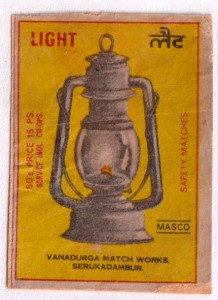 LIGHT
लैट
50's PRICE 15 PS.
SAFETY MATCHES
MASCO
VANADURGA MATCH WORKS,
SERUKADAMBUR.